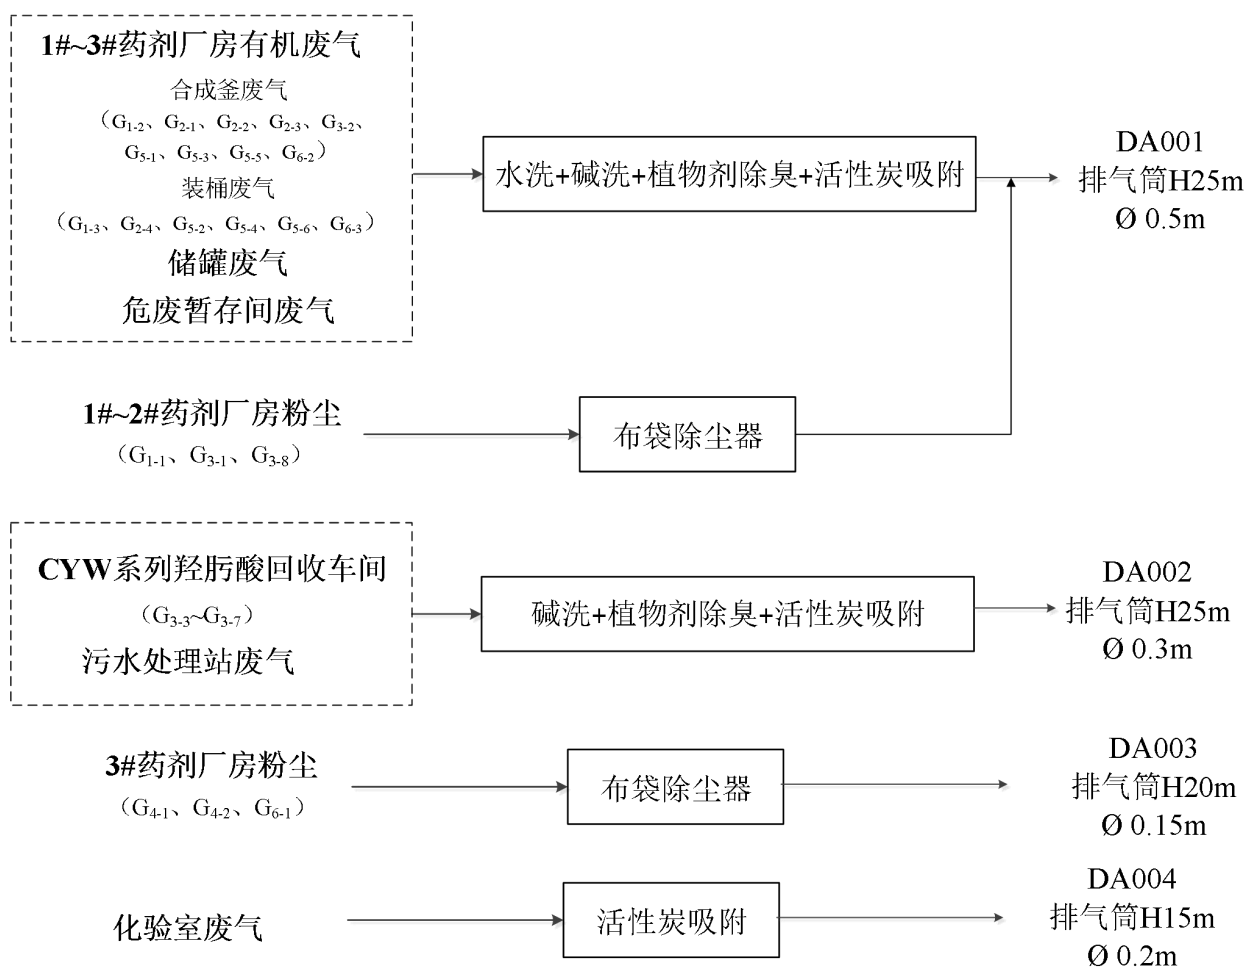 1#~3#药剂厂房有机废气
合成釜废气
（G1-2、G2-1、G2-2、G2-3、G3-2、
G5-1、G5-3、G5-5、G6-2）
装桶废气
（G1-3、G2-4、G5-2、G5-4、G5-6、G6-3）
储罐废气
危废暂存间废气
水洗+碱洗+植物剂除臭+活性炭吸附
DA001
排气筒H25m
Ø 0.5m
1#~2#药剂厂房粉尘
（G1-1、G3-1、G3-8）
布袋除尘器
CYW系列羟肟酸回收车间
（G3-3~G3-7）
污水处理站废气
碱洗+植物剂除臭+活性炭吸附
DA002
排气筒H25m
Ø 0.3m
3#药剂厂房粉尘
（G4-1、G4-2、G6-1）
布袋除尘器
DA003
排气筒H20m
Ø 0.15m
化验室废气
活性炭吸附
DA004
排气筒H15m
Ø 0.2m